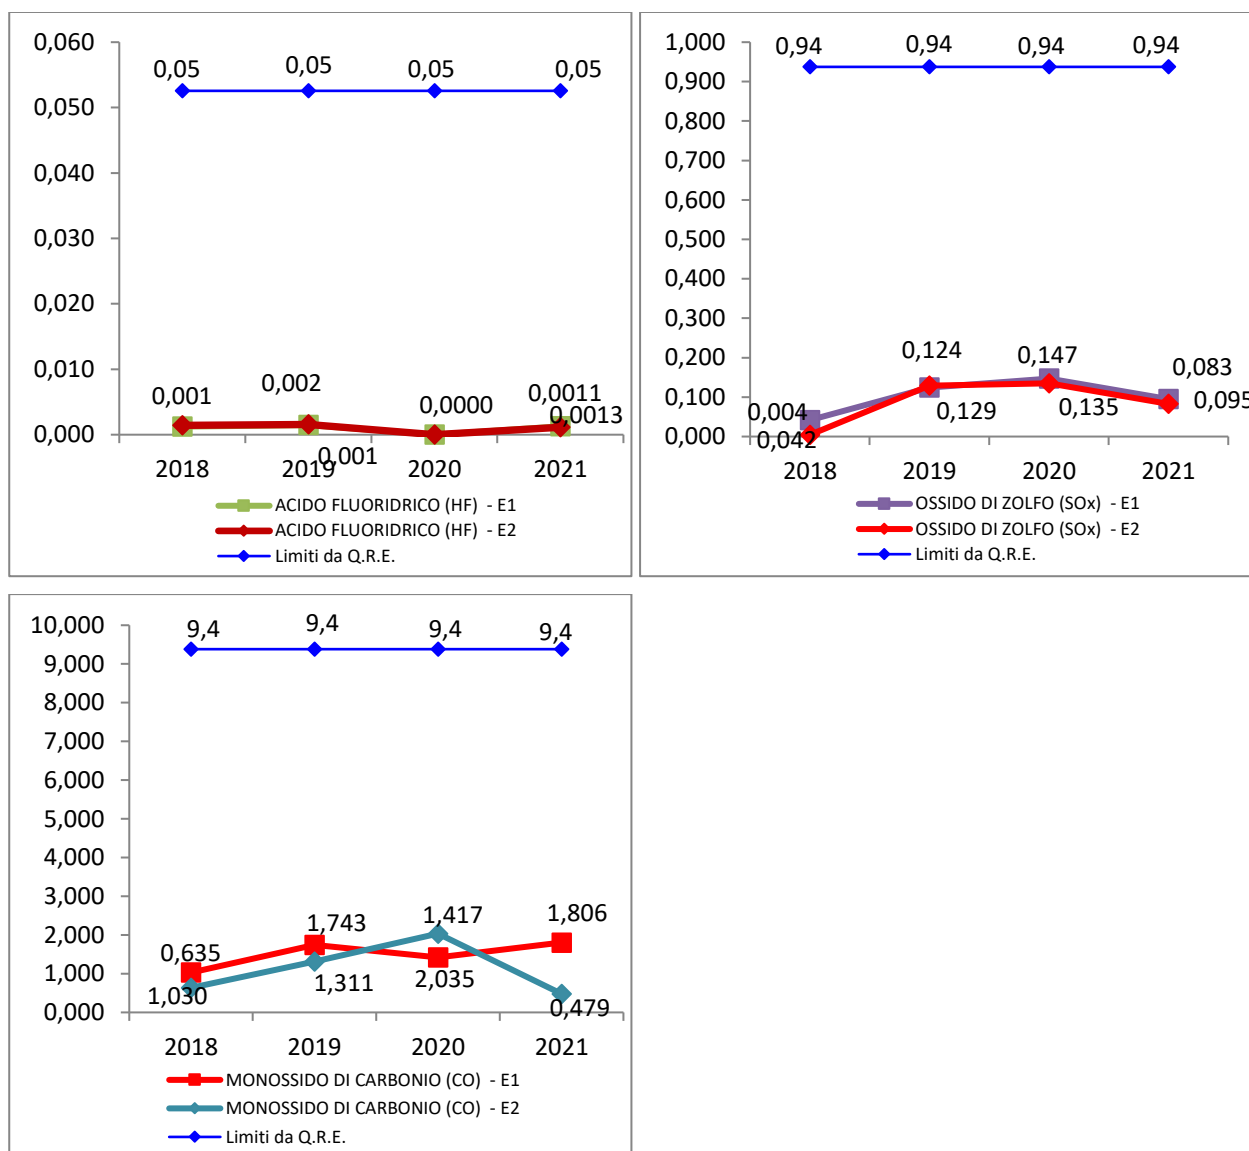 0,060
0,050
0,040
0,030
0,020
0,010
0,000
0,05 0,05 0,05 0,05
0,001 0,002 0,0000 0,0011
0,001 0,0013
2018 2019 2020 2021
ACIDO FLUORIDRICO (HF) - E1
ACIDO FLUORIDRICO (HF) - E2
Limiti da Q.R.E.
1,000
0,900
0,800
0,700
0,600
0,500
0,400
0,300
0,200
0,100
0,000
0,94 0,94 0,94 0,94
0,004 0,124 0,147 0,083
0,042 0,129 0,135 0,095
2018 2019 2020 2021
OSSIDO DI ZOLFO (SOx) - E1
OSSIDO DI ZOLFO (SOx) - E2
Limiti da Q.R.E.
10,000
9,000
8,000
7,000
6,000
5,000
4,000
3,000
2,000
1,000
0,000
9,4 9,4 9,4 9,4
0,635 1,743 1,417 1,806
1,030 1,311 2,035 0,479
2018 2019 2020 2021
MONOSSIDO DI CARBONIO (CO) - E1
MONOSSIDO DI CARBONIO (CO) - E2
Limiti da Q.R.E.